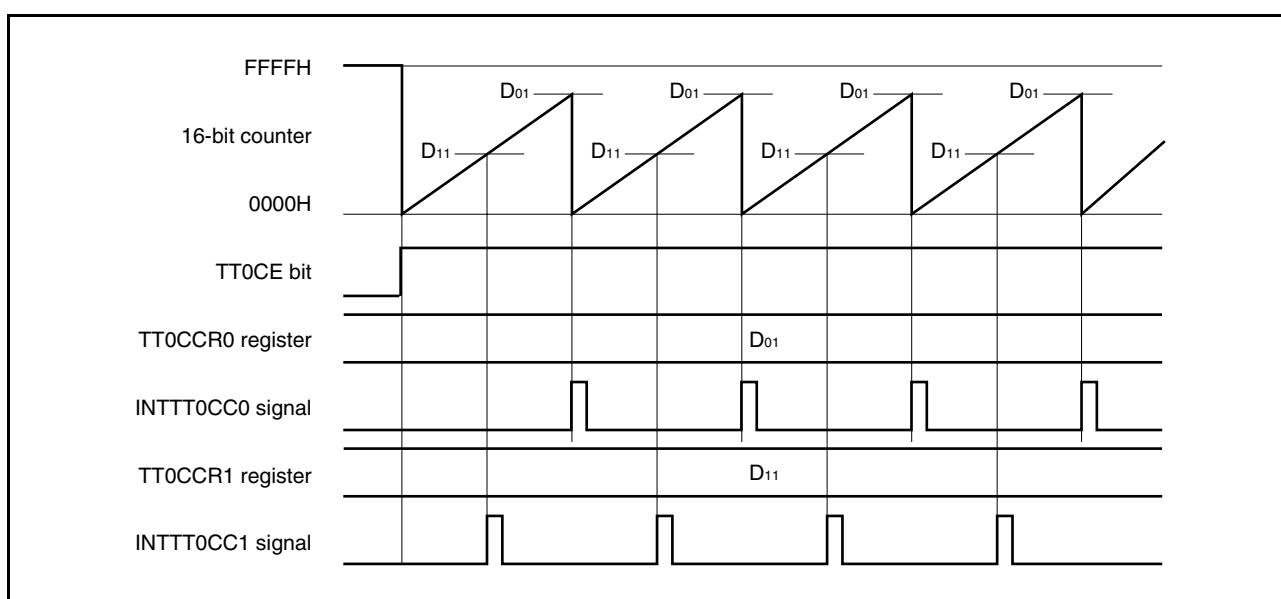 FFFFH
D01 D01 D01 D01
16-bit counter
D11 D11 D11 D11
0000H
TT0CE bit
TT0CCR0 register D01
INTTT0CC0 signal
TT0CCR1 register D11
INTTT0CC1 signal